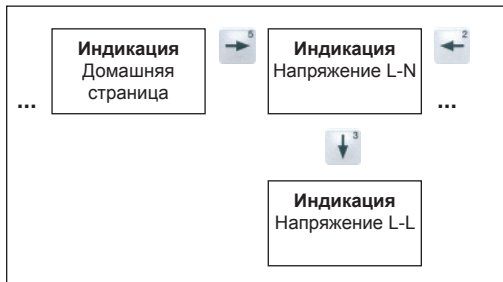 Индикация
Домашняя
страница
5
Индикация
Напряжение L-N
2
...
...
3
Индикация
Напряжение L-L